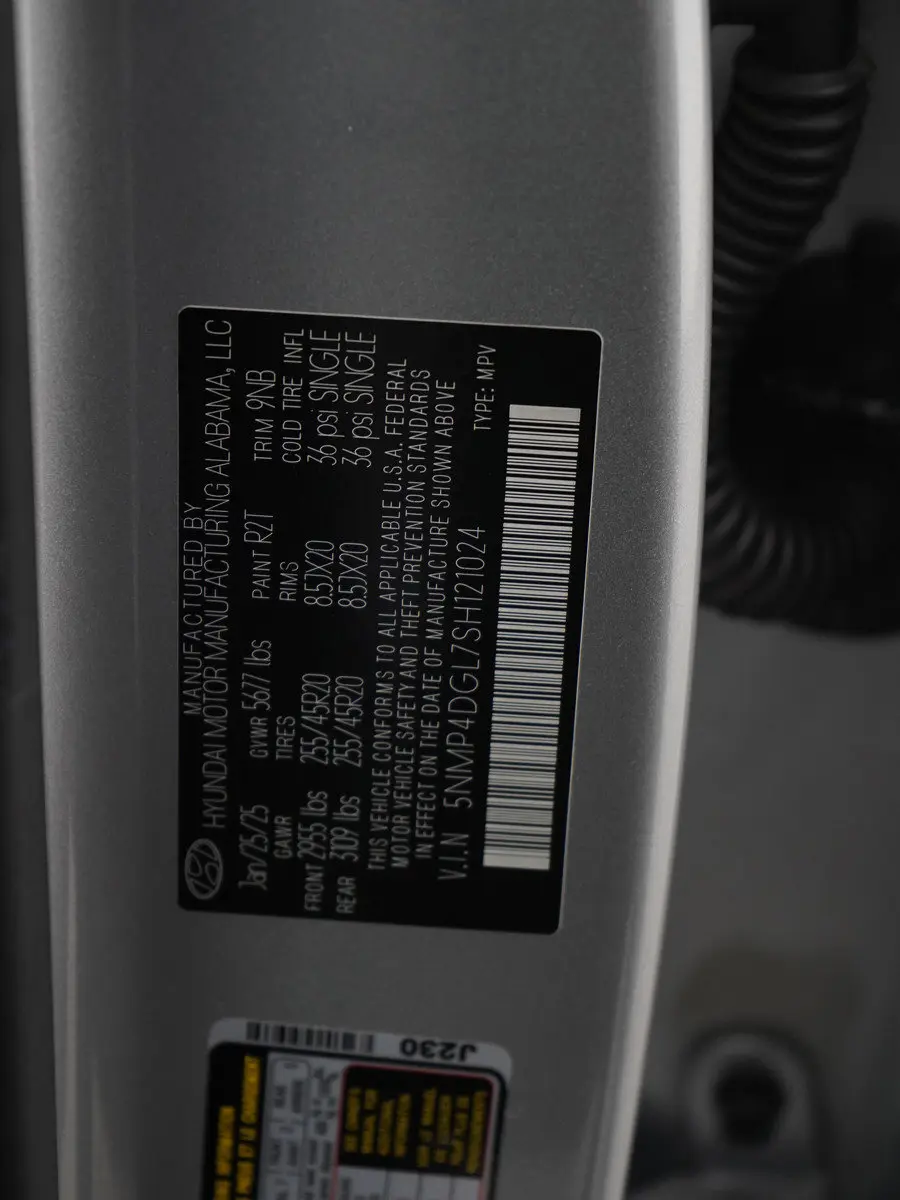 MANUFACTURED BY
HYUNDAI MOTOR MANUFACTURING ALABAMA, LLC
Jan/25/25 GVWR 5677 lbs PAINT R2T TRIM 9NB
GAWR TIRES RIMS COLD TIRE INFL
FRONT 2955 lbs 255/45R20 8.5JX20 36 psi SINGLE
REAR 3109 lbs 255/45R20 8.5JX20 36 psi SINGLE
THIS VEHICLE CONFORMS TO ALL APPLICABLE U.S.A. FEDERAL
MOTOR VEHICLE SAFETY AND THEFT PREVENTION STANDARDS
IN EFFECT ON THE DATE OF MANUFACTURE SHOWN ABOVE
V.I.N 5NMP4DGL7SH121024 TYPE: MPV
J230